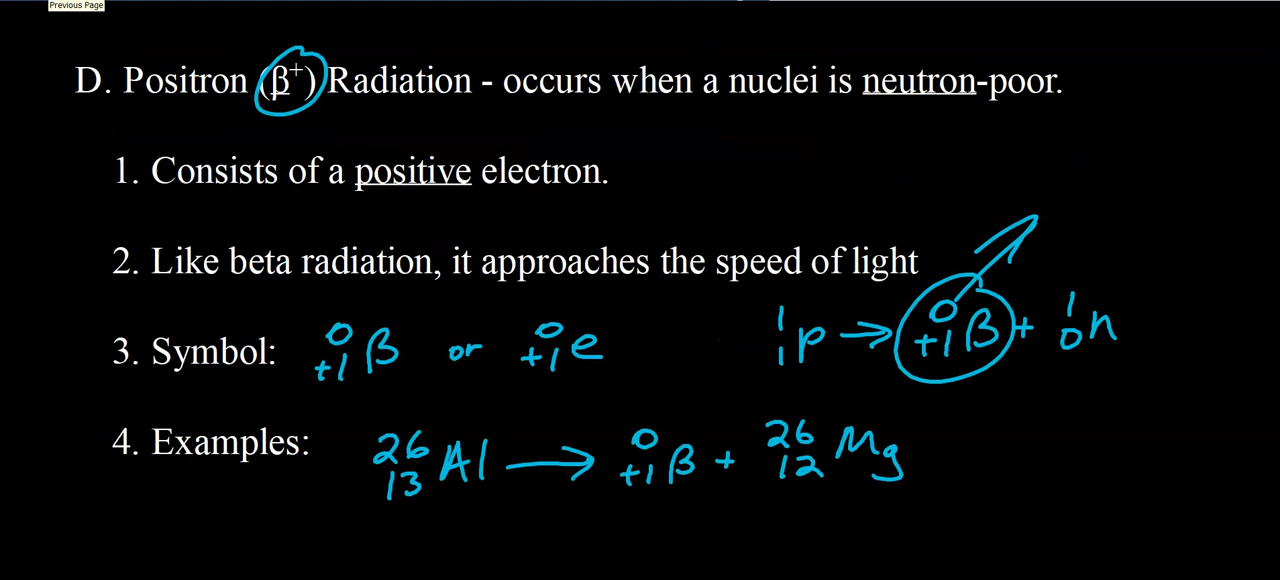 Previous Page
D. Positron (β⁺) Radiation - occurs when a nuclei is neutron-poor.
1. Consists of a positive electron.
2. Like beta radiation, it approaches the speed of light
3. Symbol: ⁰₊₁β or ⁰₊₁e ¹₁p → ⁰₊₁β + ¹₀n
4. Examples: ²⁶₁₃Al → ⁰₊₁β + ²⁶₁₂Mg